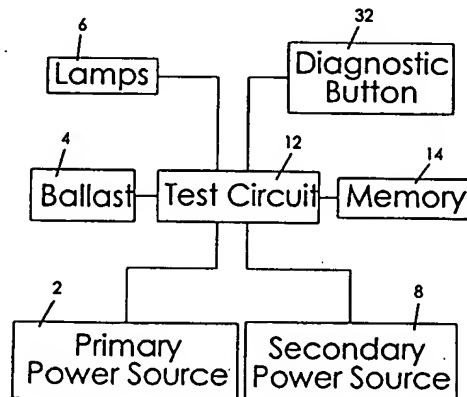 6
Lamps
32
Diagnostic
Button
4
Ballast
12
Test Circuit
14
Memory
2
Primary
Power Source
8
Secondary
Power Source